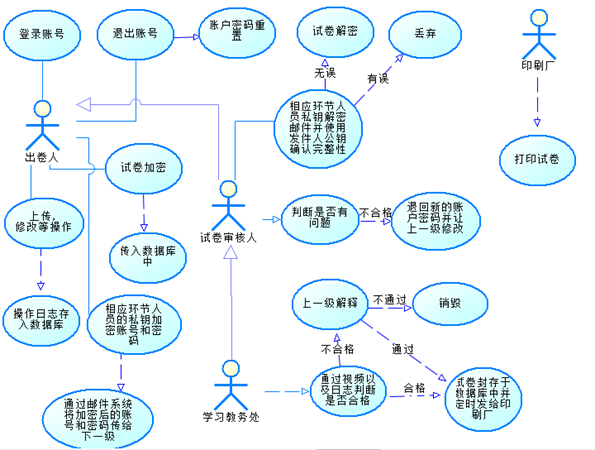 登录账号
退出账号
账户密码重
置
试卷解密
丢弃
无误
有误
印刷厂
相应环节人
员私钥解密
邮件并使用
发件人公钥
确认完整性
出卷人
试卷加密
打印试卷
上传,
修改等操作
试卷审核人
判断是否有
问题
不合格
退回新的账
户密码并让
上一级修改
传入数据库
中
操作日志存
入数据库
相应环节人
员的私钥加
密账号和密
码
上一级解释
不通过
销毁
不合格
通过
通过视频以
及日志判断
是否合格
合格
试卷封存于
数据库中并
定时发给印
刷厂
学习教务处
通过邮件系统
将加密后的账
号和密码传给
下一级